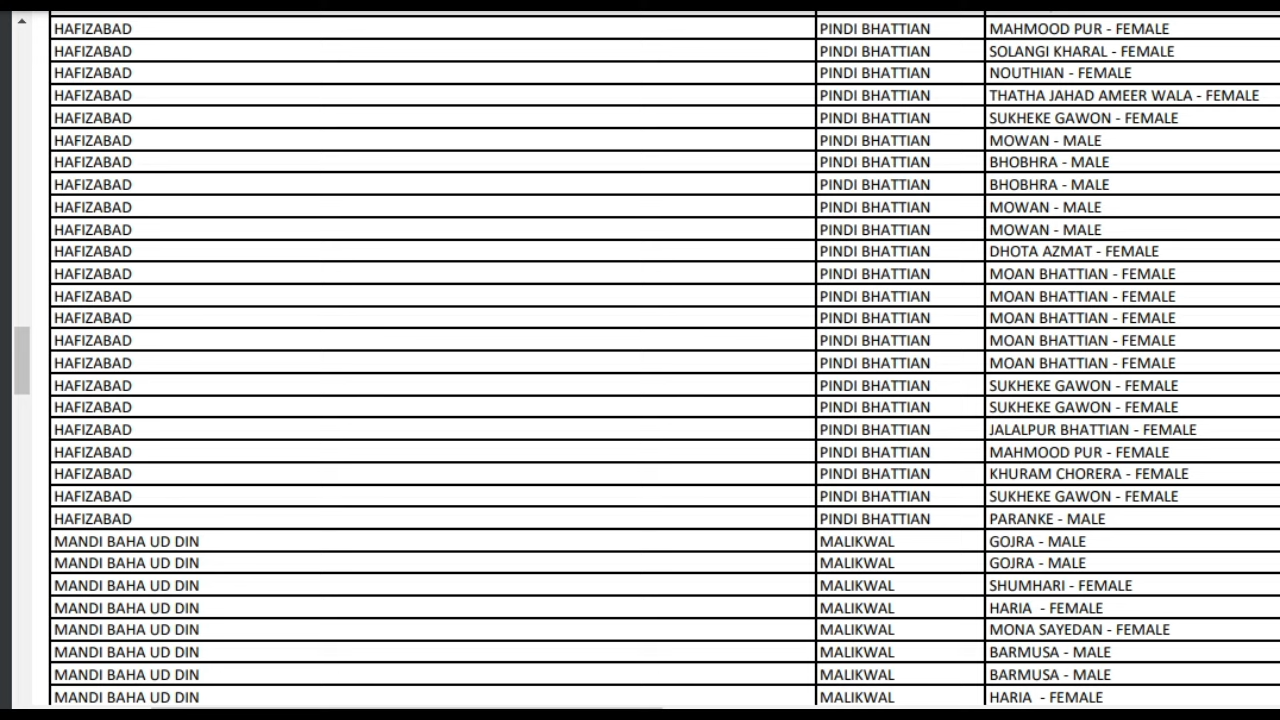 HAFIZABAD PINDI BHATTIAN MAHMOOD PUR - FEMALE
HAFIZABAD PINDI BHATTIAN SOLANGI KHARAL - FEMALE
HAFIZABAD PINDI BHATTIAN NOUTHIAN - FEMALE
HAFIZABAD PINDI BHATTIAN THATHA JAHAD AMEER WALA - FEMALE
HAFIZABAD PINDI BHATTIAN SUKHEKE GAWON - FEMALE
HAFIZABAD PINDI BHATTIAN MOWAN - MALE
HAFIZABAD PINDI BHATTIAN BHOBHRA - MALE
HAFIZABAD PINDI BHATTIAN BHOBHRA - MALE
HAFIZABAD PINDI BHATTIAN MOWAN - MALE
HAFIZABAD PINDI BHATTIAN MOWAN - MALE
HAFIZABAD PINDI BHATTIAN DHOTA AZMAT - FEMALE
HAFIZABAD PINDI BHATTIAN MOAN BHATTIAN - FEMALE
HAFIZABAD PINDI BHATTIAN MOAN BHATTIAN - FEMALE
HAFIZABAD PINDI BHATTIAN MOAN BHATTIAN - FEMALE
HAFIZABAD PINDI BHATTIAN MOAN BHATTIAN - FEMALE
HAFIZABAD PINDI BHATTIAN MOAN BHATTIAN - FEMALE
HAFIZABAD PINDI BHATTIAN SUKHEKE GAWON - FEMALE
HAFIZABAD PINDI BHATTIAN SUKHEKE GAWON - FEMALE
HAFIZABAD PINDI BHATTIAN JALALPUR BHATTIAN - FEMALE
HAFIZABAD PINDI BHATTIAN MAHMOOD PUR - FEMALE
HAFIZABAD PINDI BHATTIAN KHURAM CHORERA - FEMALE
HAFIZABAD PINDI BHATTIAN SUKHEKE GAWON - FEMALE
HAFIZABAD PINDI BHATTIAN PARANKE - MALE
MANDI BAHA UD DIN MALIKWAL GOJRA - MALE
MANDI BAHA UD DIN MALIKWAL GOJRA - MALE
MANDI BAHA UD DIN MALIKWAL SHUMHARI - FEMALE
MANDI BAHA UD DIN MALIKWAL HARIA  - FEMALE
MANDI BAHA UD DIN MALIKWAL MONA SAYEDAN - FEMALE
MANDI BAHA UD DIN MALIKWAL BARMUSA - MALE
MANDI BAHA UD DIN MALIKWAL BARMUSA - MALE
MANDI BAHA UD DIN MALIKWAL HARIA  - FEMALE